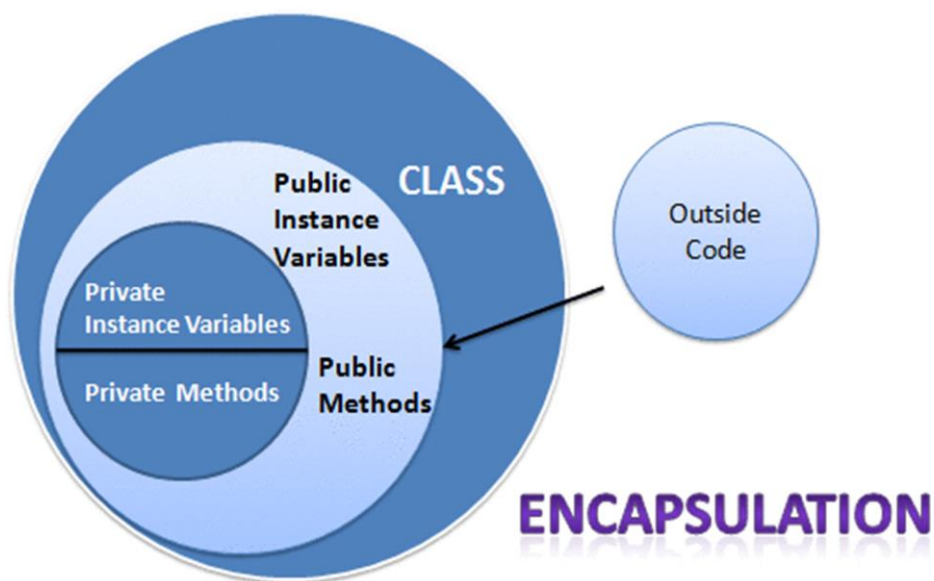 CLASS
Public
Instance
Variables
Private
Instance Variables
Private Methods
Public
Methods
Outside
Code
ENCAPSULATION